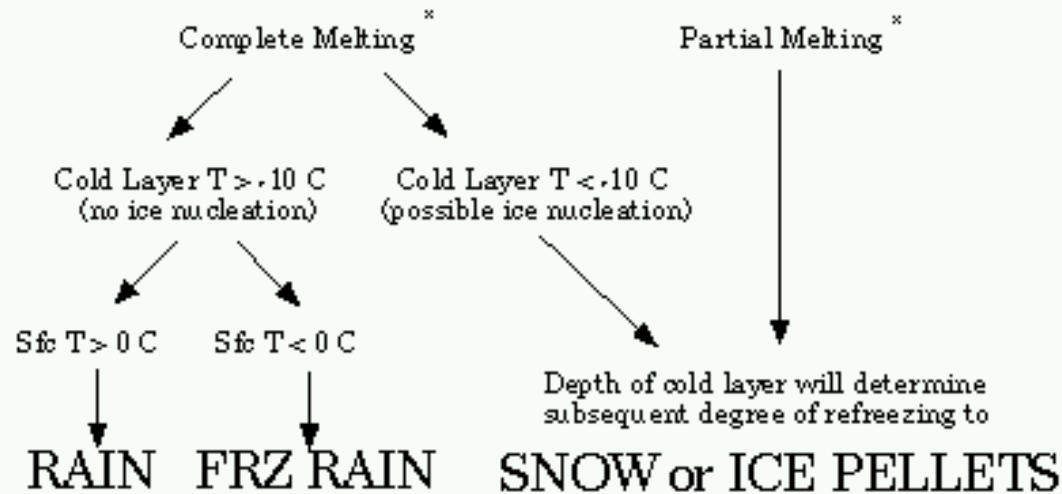 Complete Melting x
Partial Melting x
Cold Layer T > -10 C
(no ice nucleation)
Cold Layer T < -10 C
(possible ice nucleation)
Sfc T > 0 C
Sfc T < 0 C
Depth of cold layer will determine
subsequent degree of refreezing to
RAIN
FRZ RAIN
SNOW or ICE PELLETS